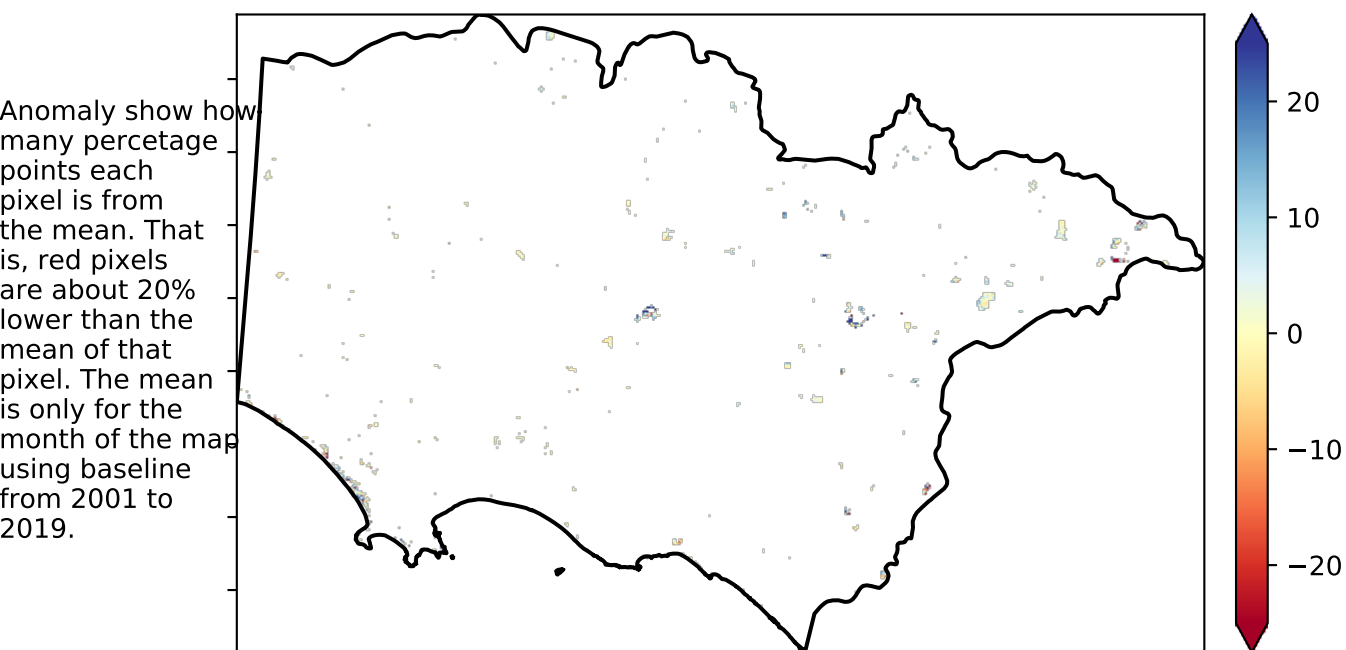 Anomaly show how
many percetage
points each
pixel is from
the mean. That
is, red pixels
are about 20%
lower than the
mean of that
pixel. The mean
is only for the
month of the map
using baseline
from 2001 to
2019.
20
10
0
−10
−20